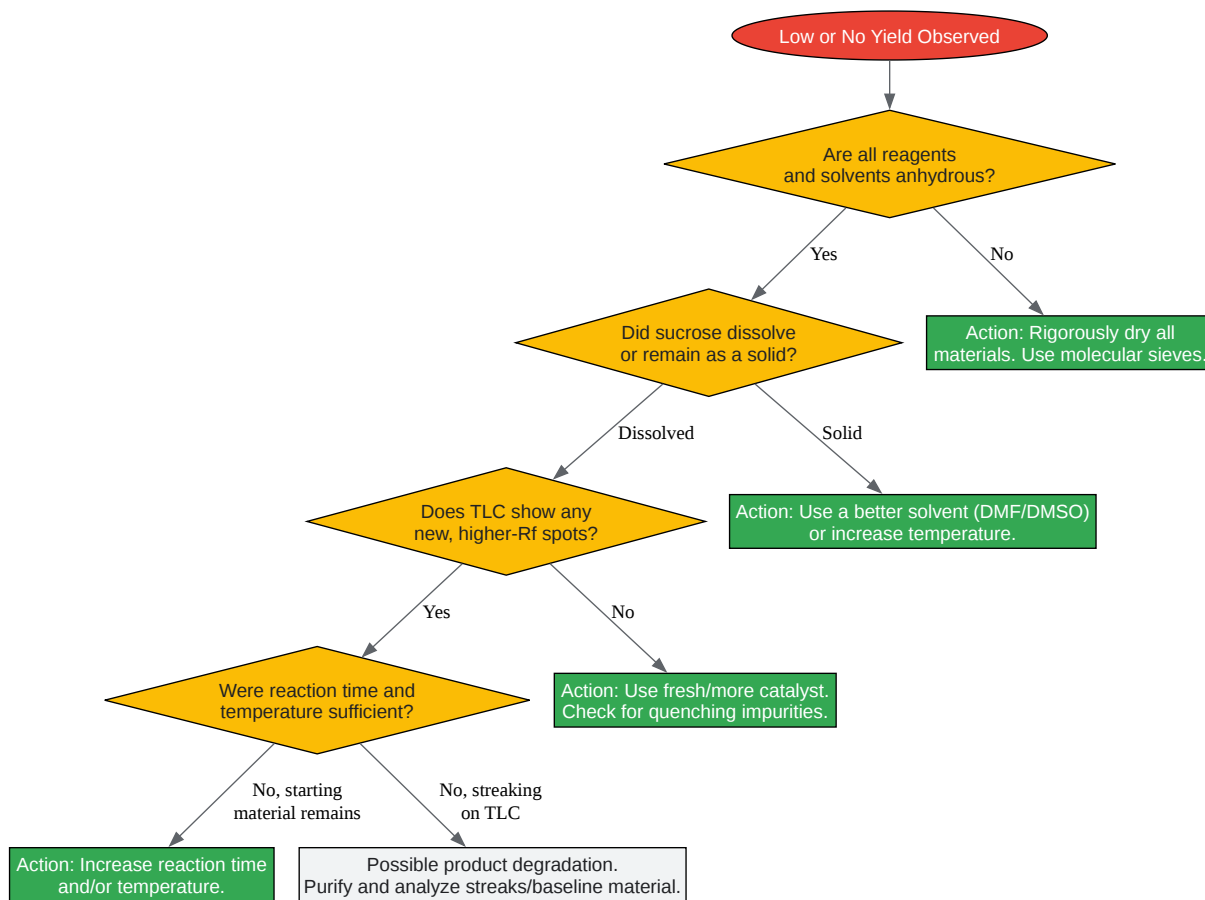 Low or No Yield Observed
Are all reagents
and solvents anhydrous?
Yes
No
Did sucrose dissolve
or remain as a solid?
Action: Rigorously dry all
materials. Use molecular sieves.
Dissolved
Solid
Does TLC show any
new, higher-Rf spots?
Action: Use a better solvent (DMF/DMSO)
or increase temperature.
Yes
No
Were reaction time and
temperature sufficient?
Action: Use fresh/more catalyst.
Check for quenching impurities.
No, starting
material remains
No, streaking
on TLC
Action: Increase reaction time
and/or temperature.
Possible product degradation.
Purify and analyze streaks/baseline material.